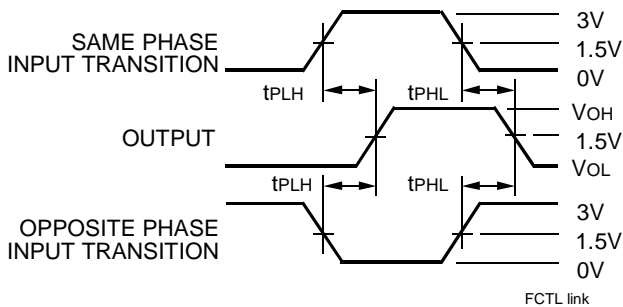 SAME PHASE
INPUT TRANSITION
3V
1.5V
0V
tPLH
tPHL
OUTPUT
VOH
1.5V
VOL
tPLH
tPHL
OPPOSITE PHASE
INPUT TRANSITION
3V
1.5V
0V
FCTL link